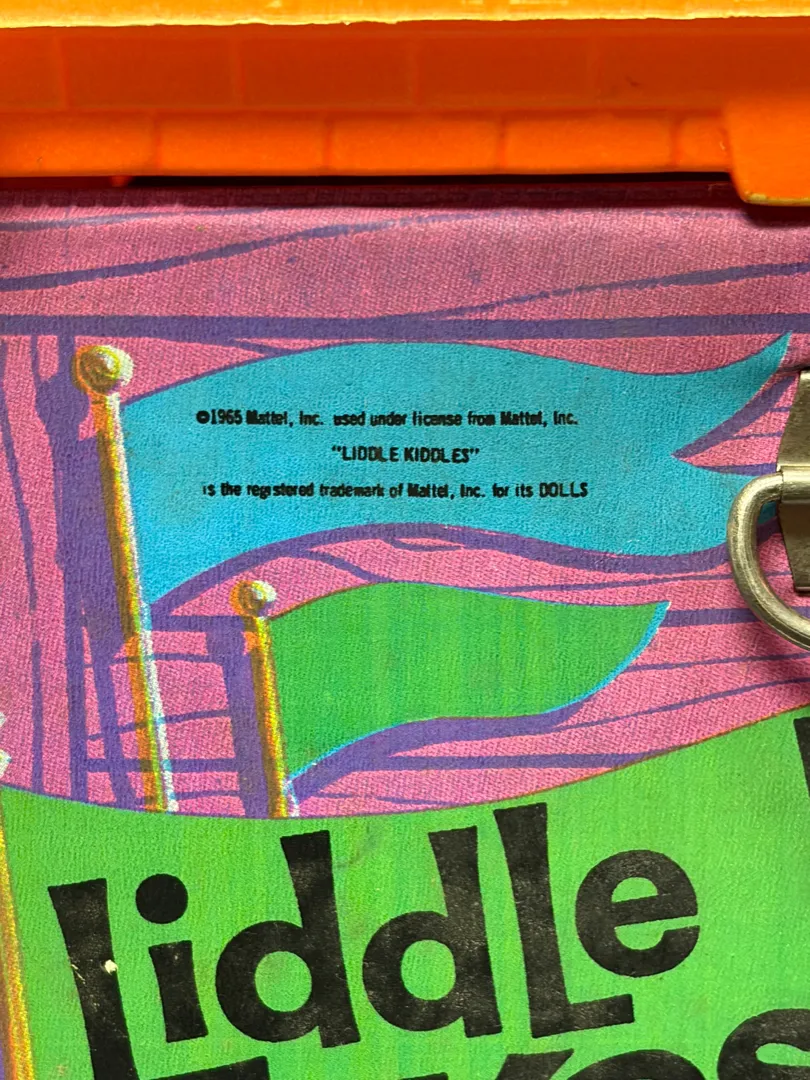 ©1965 Mattel, Inc. used under license from Mattel, Inc.
"LIDDLE KIDDLES"
is the registered trademark of Mattel, Inc. for its DOLLS
liddle